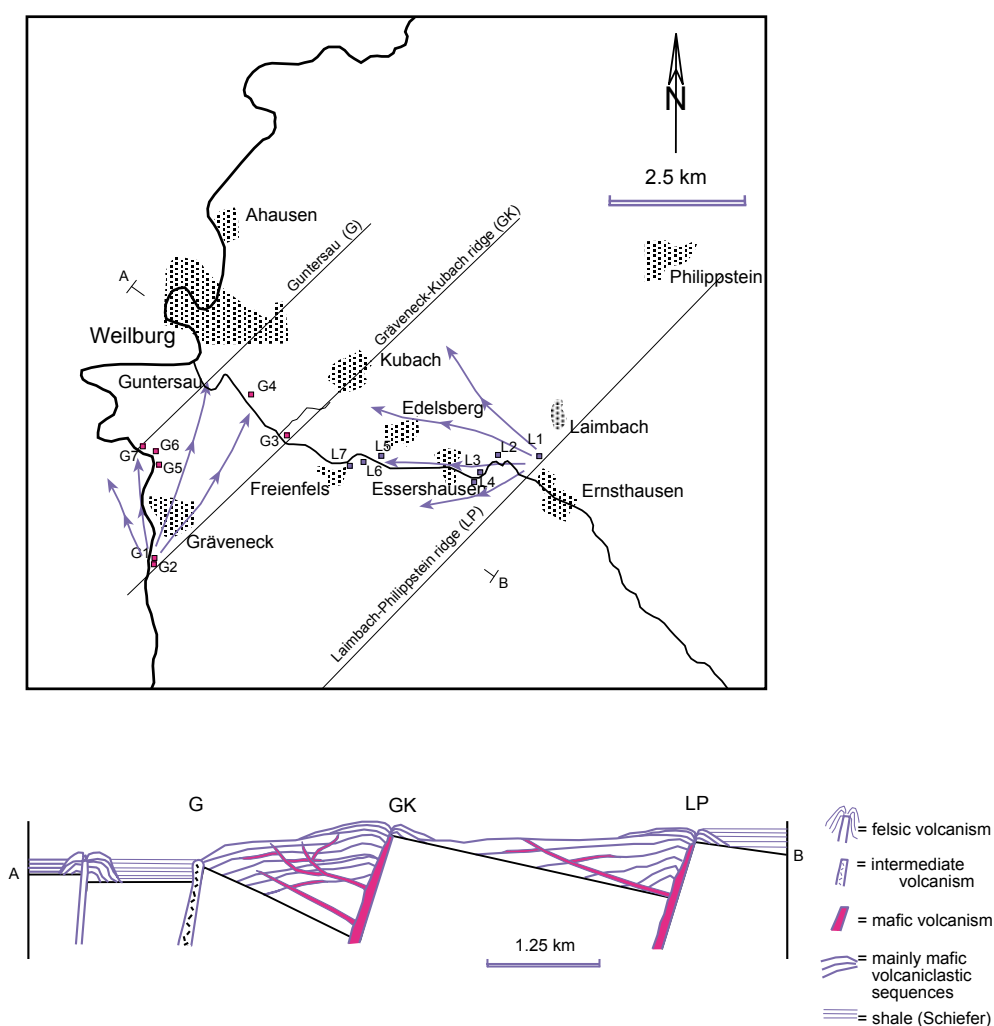 N
2.5 km
Ahausen
Guntersau (G)
Gräveneck-Kubach ridge (GK)
Philippstein
A
Weilburg
Kubach
Guntersau
G4
Edelsberg
Laimbach
G3
L5
L2
L1
G6
G7
G5
L7
L6
L3
L4
Freienfels
Essershausen
Ernsthausen
Gräveneck
G1
G2
Laimbach-Philippstein ridge (LP)
B
G
GK
LP
A
B
1.25 km
= felsic volcanism
= intermediate
volcanism
= mafic volcanism
= mainly mafic
volcaniclastic
sequences
= shale (Schiefer)